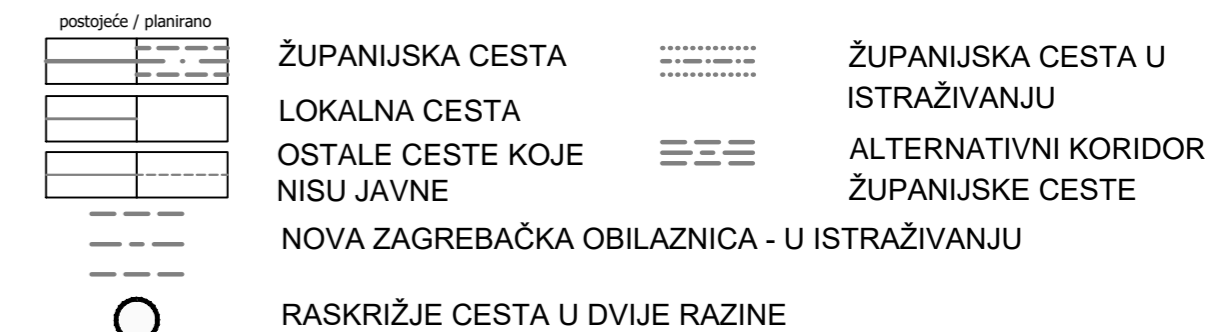 postojeće / planirano
ŽUPANIJSKA CESTA
LOKALNA CESTA
OSTALE CESTE KOJE
NISU JAVNE
ŽUPANIJSKA CESTA U
ISTRAŽIVANJU
ALTERNATIVNI KORIDOR
ŽUPANIJSKE CESTE
NOVA ZAGREBAČKA OBILAZNICA - U ISTRAŽIVANJU
RASKRIŽJE CESTA U DVIJE RAZINE